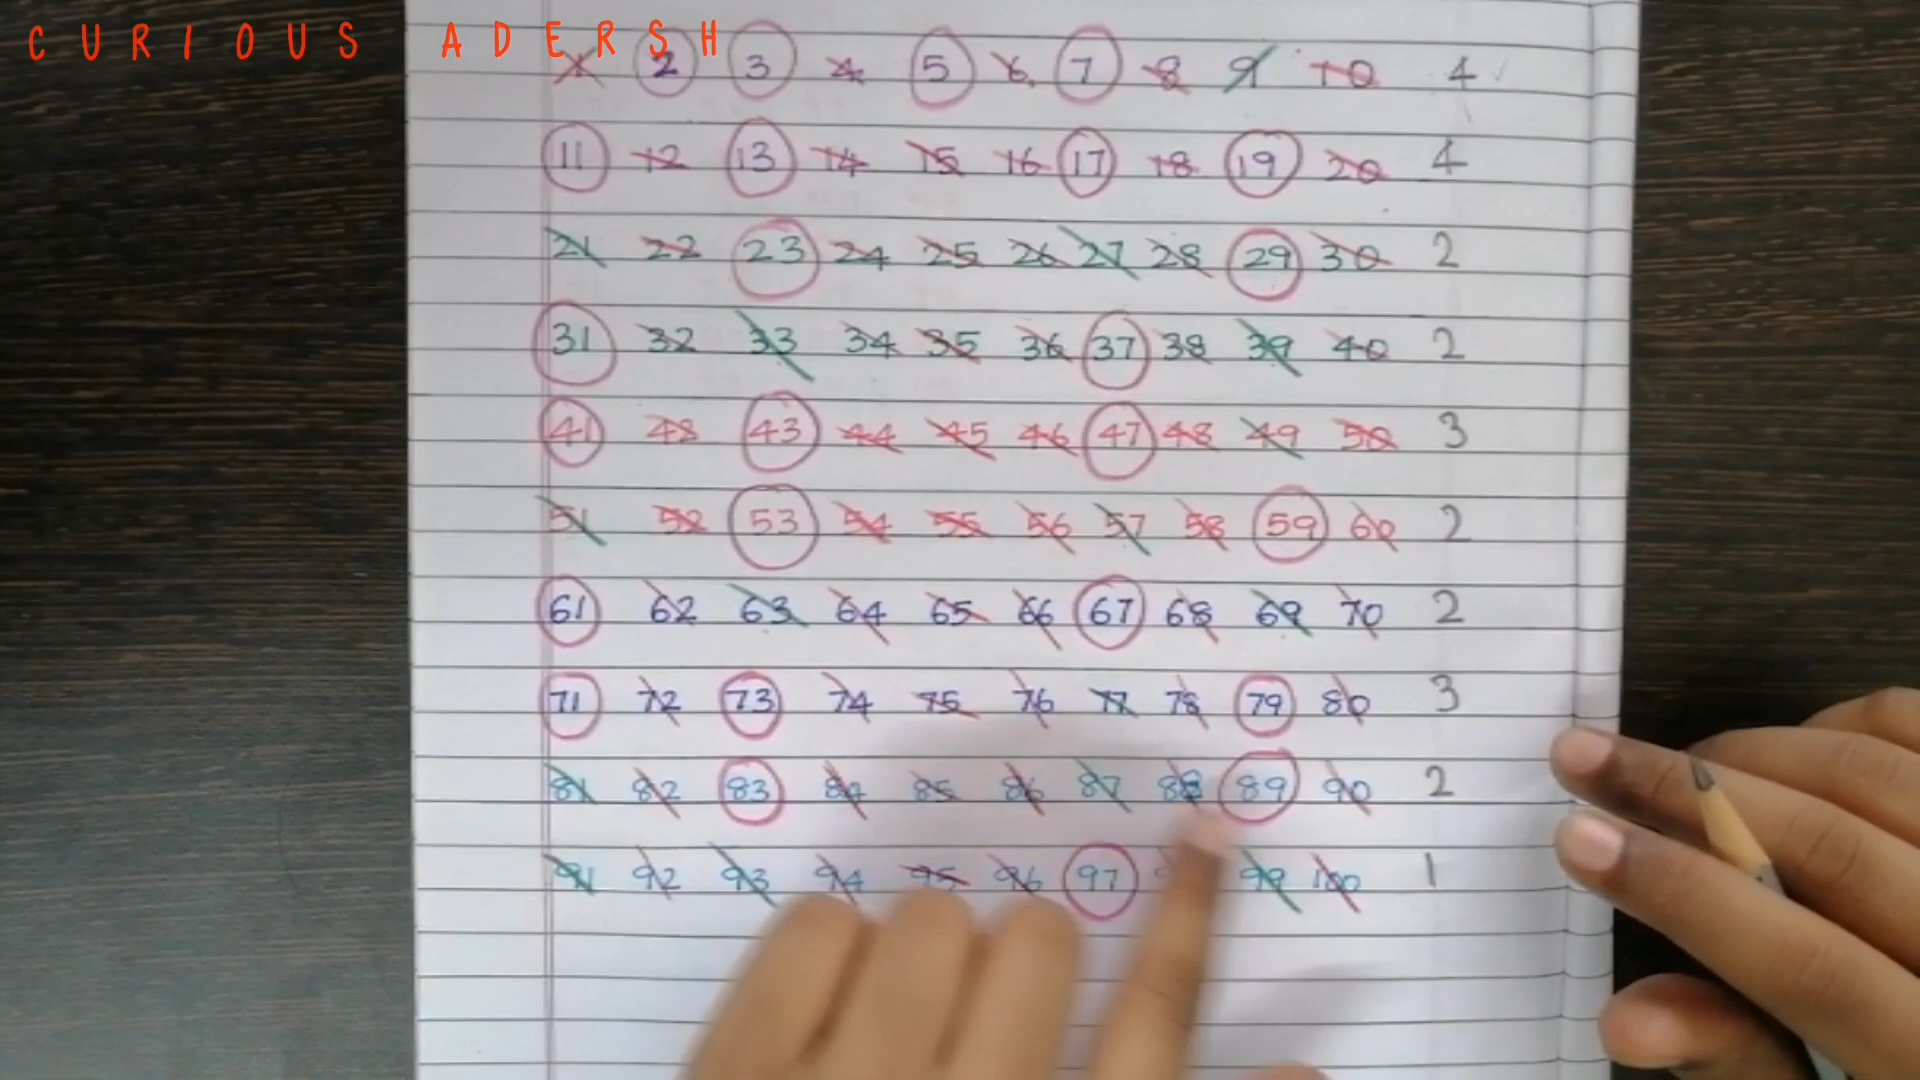 CURIOUS ADERSH
1 2 3 4 5 6 7 8 9 10 4
11 12 13 14 15 16 17 18 19 20 4
21 22 23 24 25 26 27 28 29 30 2
31 32 33 34 35 36 37 38 39 40 2
41 42 43 44 45 46 47 48 49 50 3
51 52 53 54 55 56 57 58 59 60 2
61 62 63 64 65 66 67 68 69 70 2
71 72 73 74 75 76 77 78 79 80 3
81 82 83 84 85 86 87 88 89 90 2
91 92 93 94 95 96 97 99 100 1